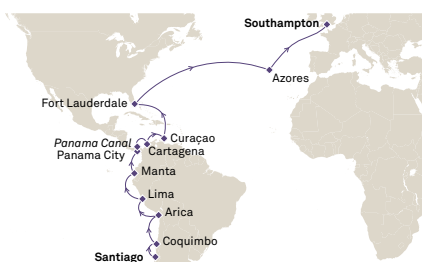 Southampton
Azores
Fort Lauderdale
Curaçao
Panama Canal
Cartagena
Panama City
Manta
Lima
Arica
Coquimbo
Santiago